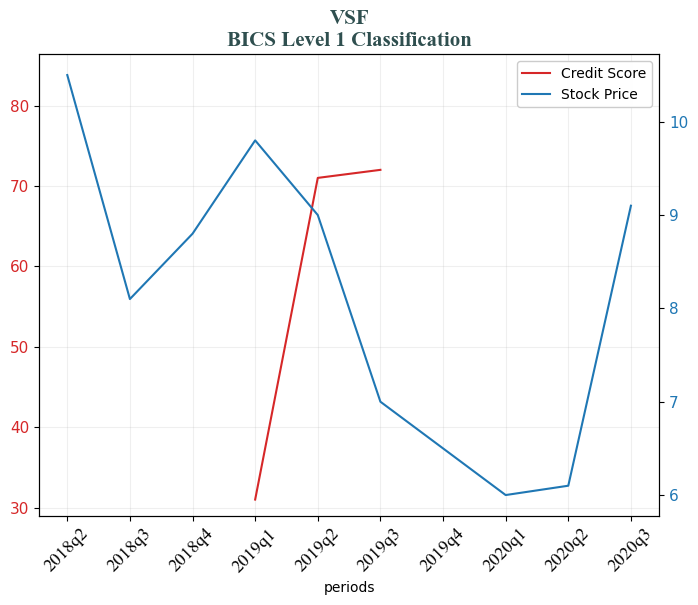 VSF
BICS Level 1 Classification
Credit Score
Stock Price
80
70
60
50
40
30
10
9
8
7
6
2018q2
2018q3
2018q4
2019q1
2019q2
2019q3
2019q4
2020q1
2020q2
2020q3
periods